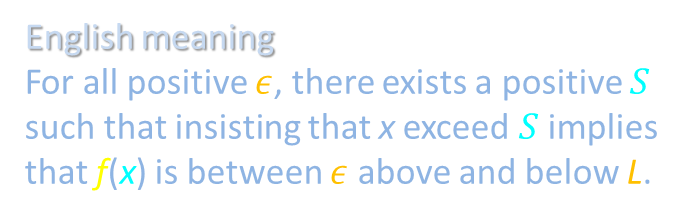 English meaning
For all positive ϵ, there exists a positive S
such that insisting that x exceed S implies
that f(x) is between ϵ above and below L.